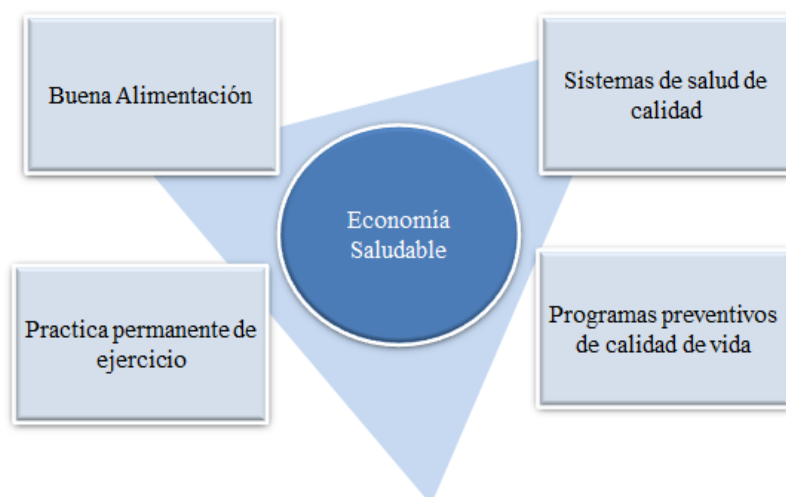 Buena Alimentación
Sistemas de salud de
calidad
Economía
Saludable
Practica permanente de
ejercicio
Programas preventivos
de calidad de vida